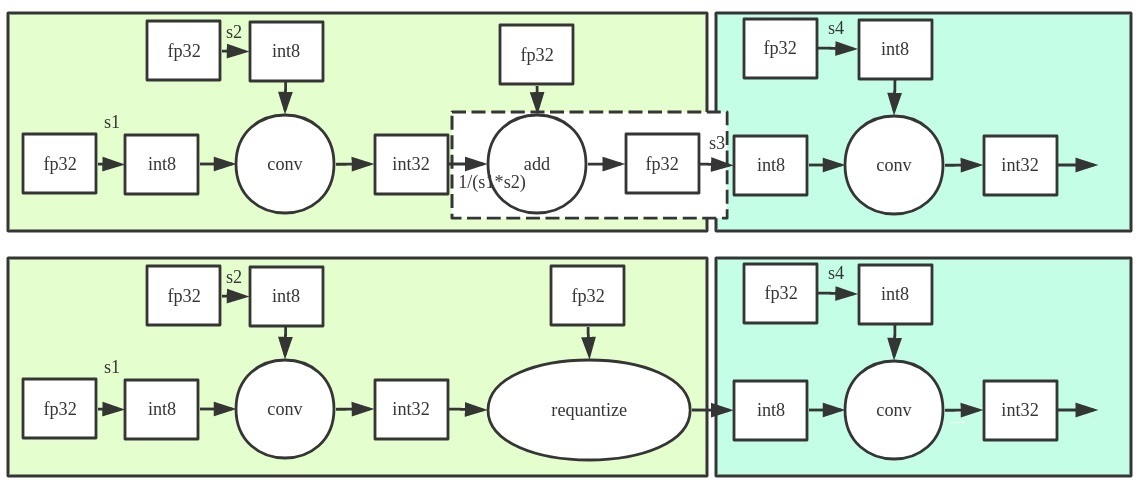 fp32
s2
int8
fp32
fp32
s4
int8
s1
fp32
int8
conv
int32
1/(s1*s2)
add
fp32
s3
int8
conv
int32
fp32
s2
int8
fp32
fp32
s4
int8
s1
fp32
int8
conv
int32
requantize
int8
conv
int32